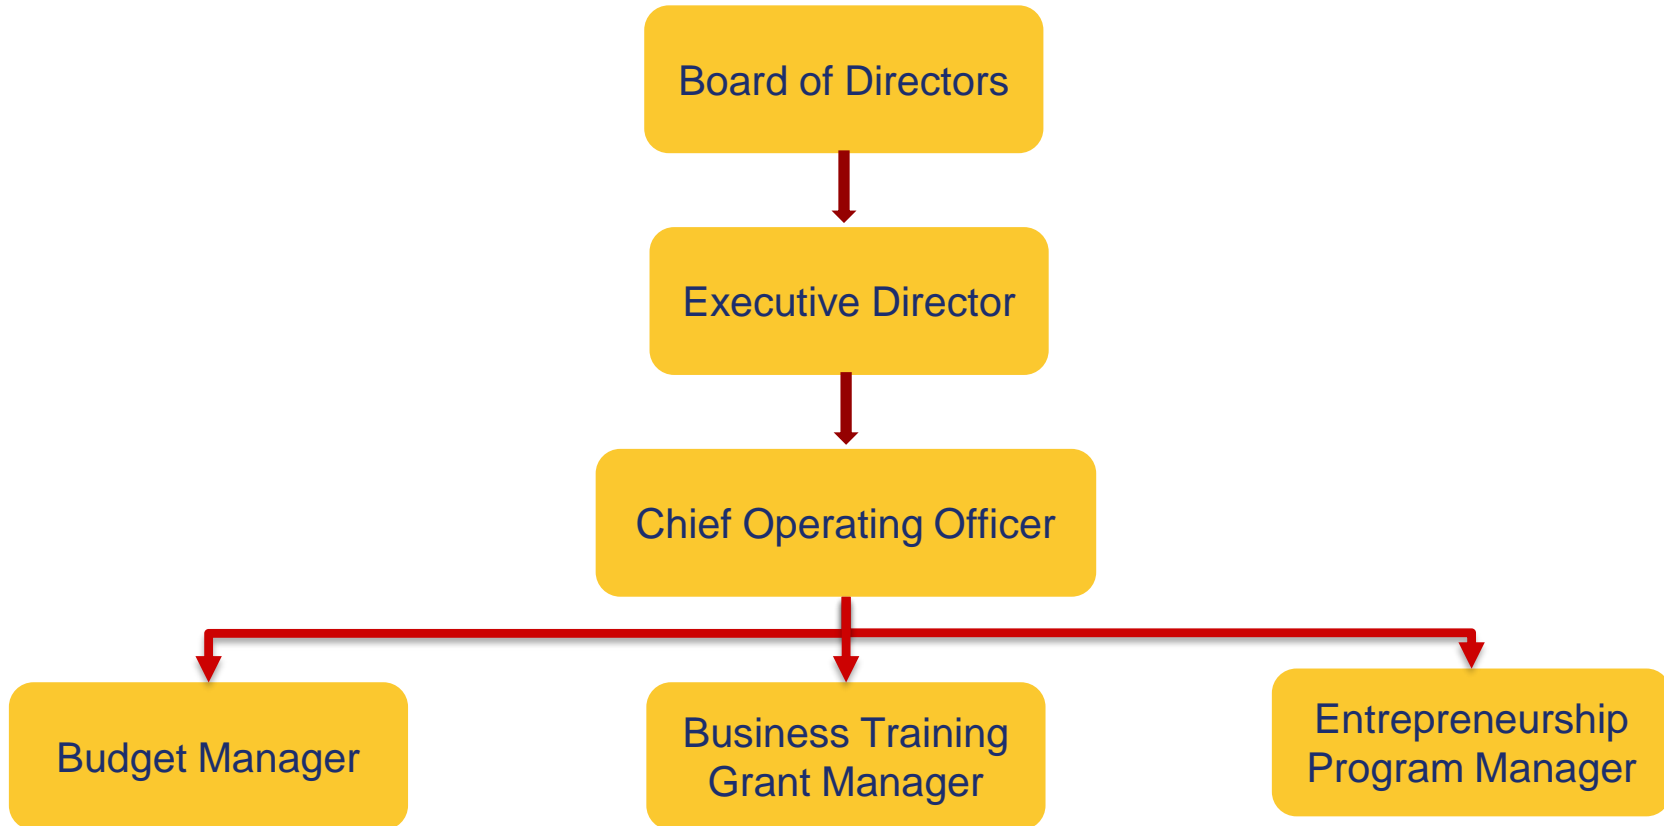 Board of Directors
Executive Director
Chief Operating Officer
Budget Manager
Business Training
Grant Manager
Entrepreneurship
Program Manager